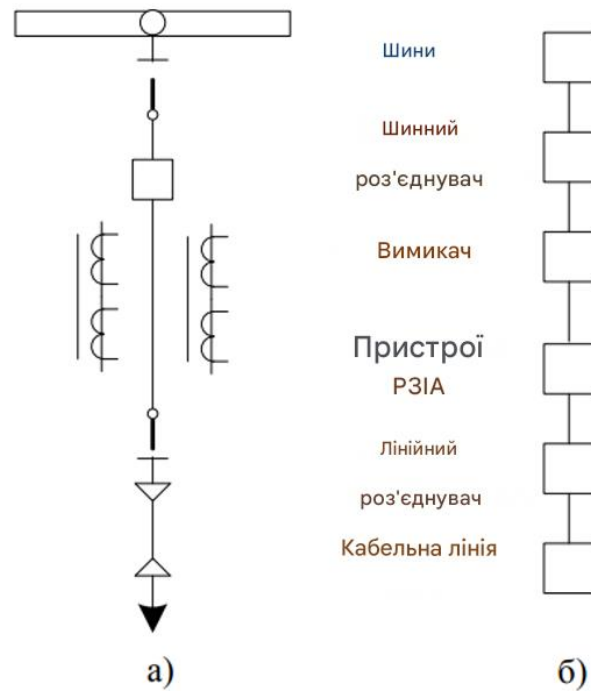 Шини
Шинний
роз'єднувач
Вимикач
Пристрої
РЗІА
Лінійний
роз'єднувач
Кабельна лінія
а)
б)